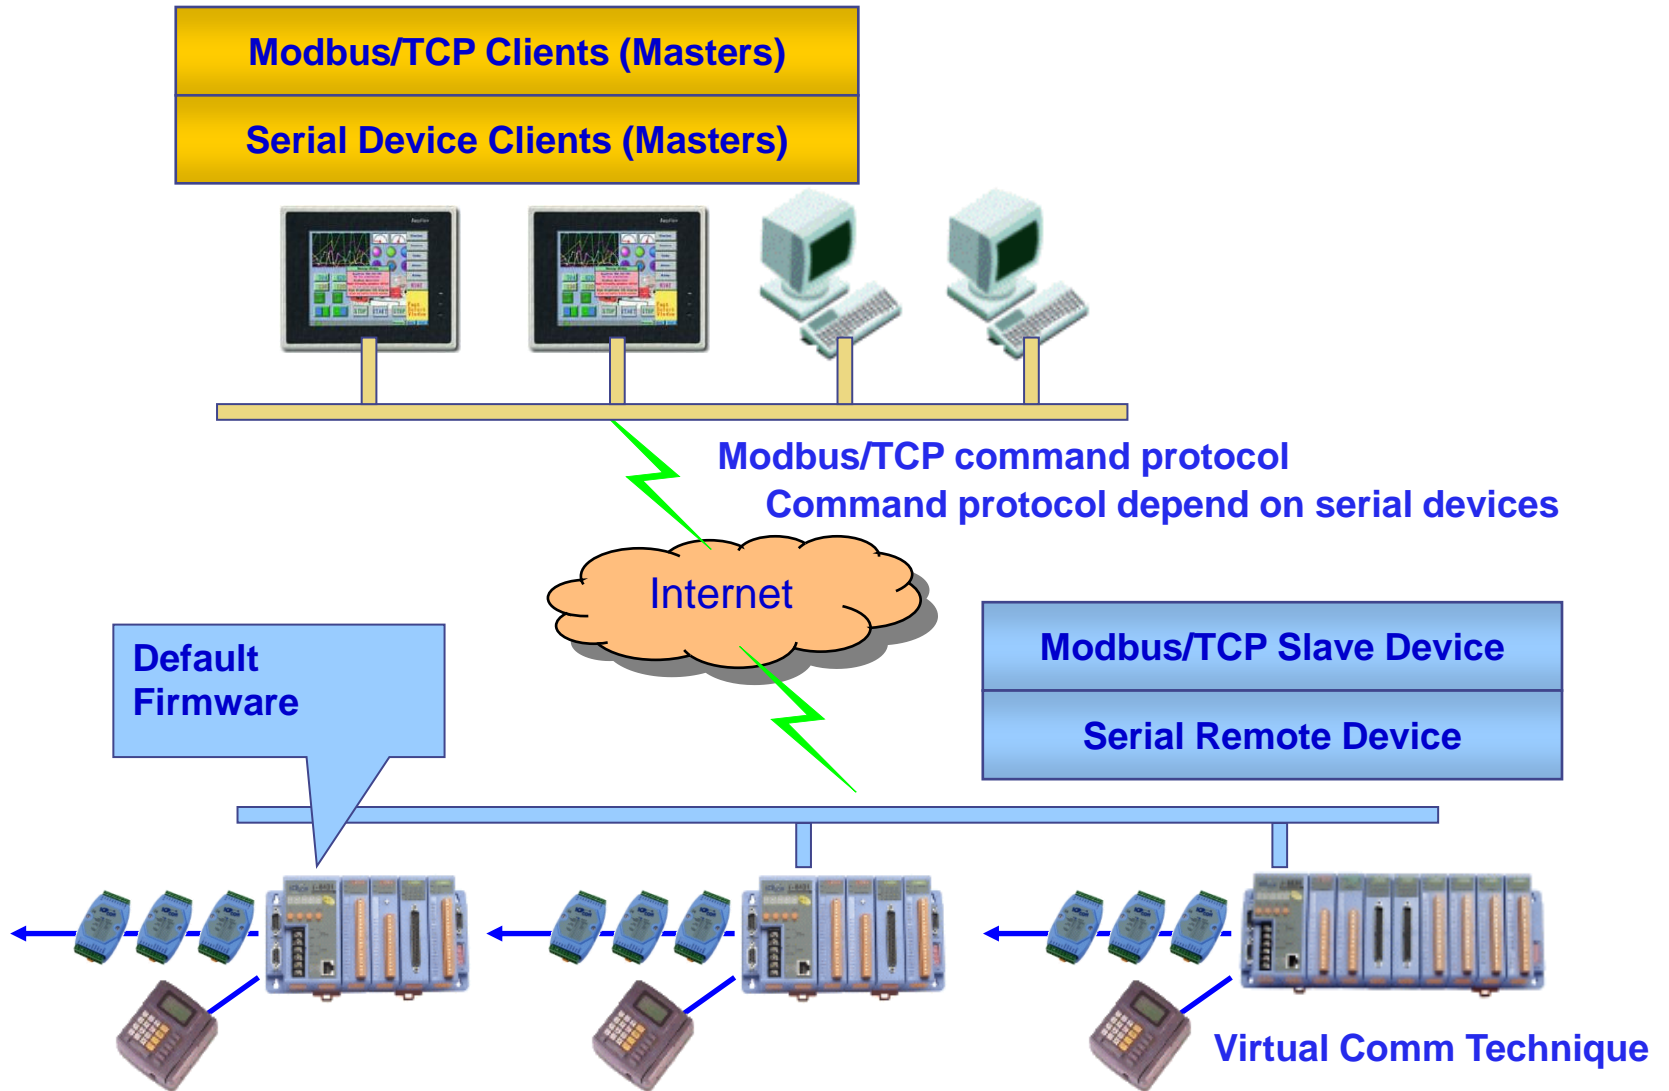 Modbus/TCP Clients (Masters)
Serial Device Clients (Masters)
Modbus/TCP command protocol
Command protocol depend on serial devices
Internet
Default
Firmware
Modbus/TCP Slave Device
Serial Remote Device
Virtual Comm Technique